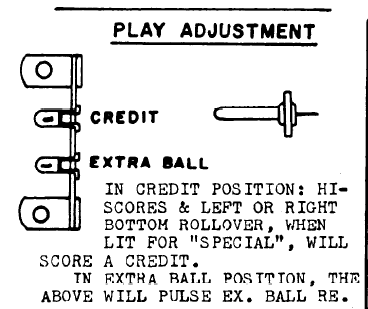 PLAY ADJUSTMENT
CREDIT
EXTRA BALL
IN CREDIT POSITION: HI-
SCORES & LEFT OR RIGHT
BOTTOM ROLLOVER, WHEN
LIT FOR "SPECIAL", WILL
SCORE A CREDIT.
IN EXTRA BALL POSITION, THE
ABOVE WILL PULSE EX. BALL RE.